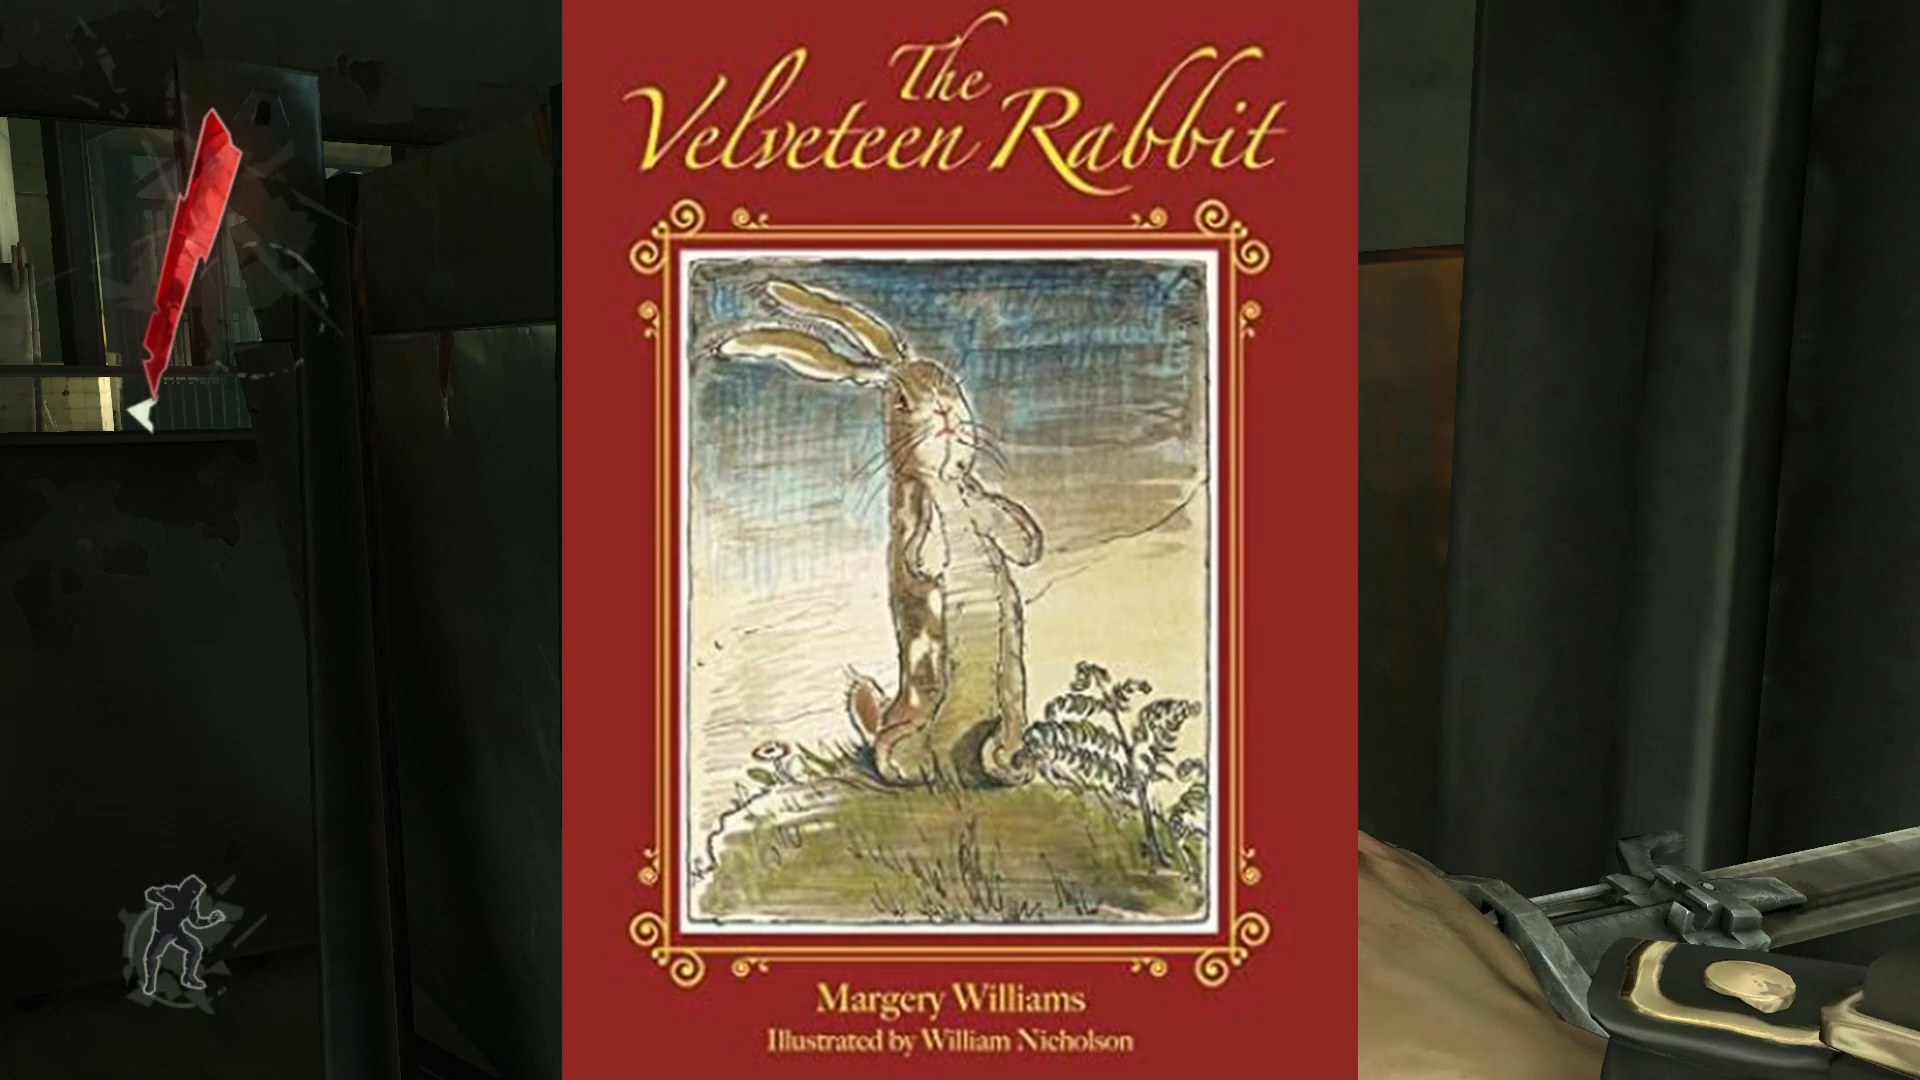 The
Velveteen Rabbit
Margery Williams
Illustrated by William Nicholson